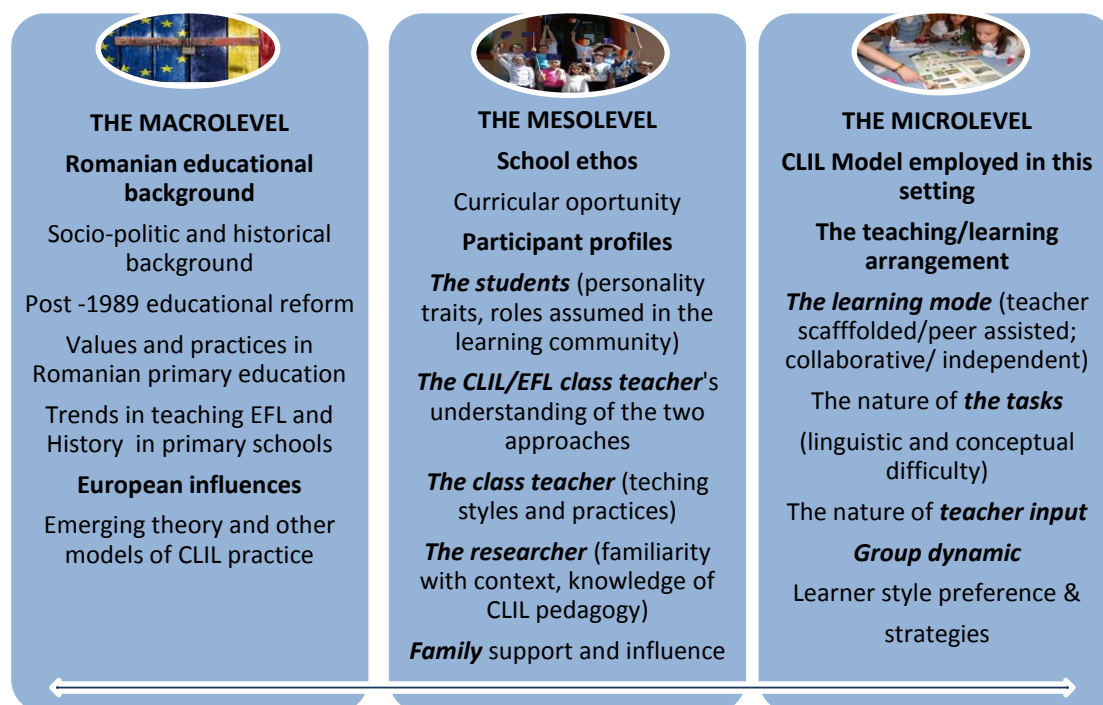 THE MACROLEVEL
Romanian educational
background
Socio-politic and historical
background
Post -1989 educational reform
Values and practices in
Romanian primary education
Trends in teaching EFL and
History in primary schools
European influences
Emerging theory and other
models of CLIL practice
THE MESOLEVEL
School ethos
Curricular oportunity
Participant profiles
The students (personality
traits, roles assumed in the
learning community)
The CLIL/EFL class teacher's
understanding of the two
approaches
The class teacher (teching
styles and practices)
The researcher (familiarity
with context, knowledge of
CLIL pedagogy)
Family support and influence
THE MICROLEVEL
CLIL Model employed in this
setting
The teaching/learning
arrangement
The learning mode (teacher
scafffolded/peer assisted;
collaborative/ independent)
The nature of the tasks
(linguistic and conceptual
difficulty)
The nature of teacher input
Group dynamic
Learner style preference &
strategies